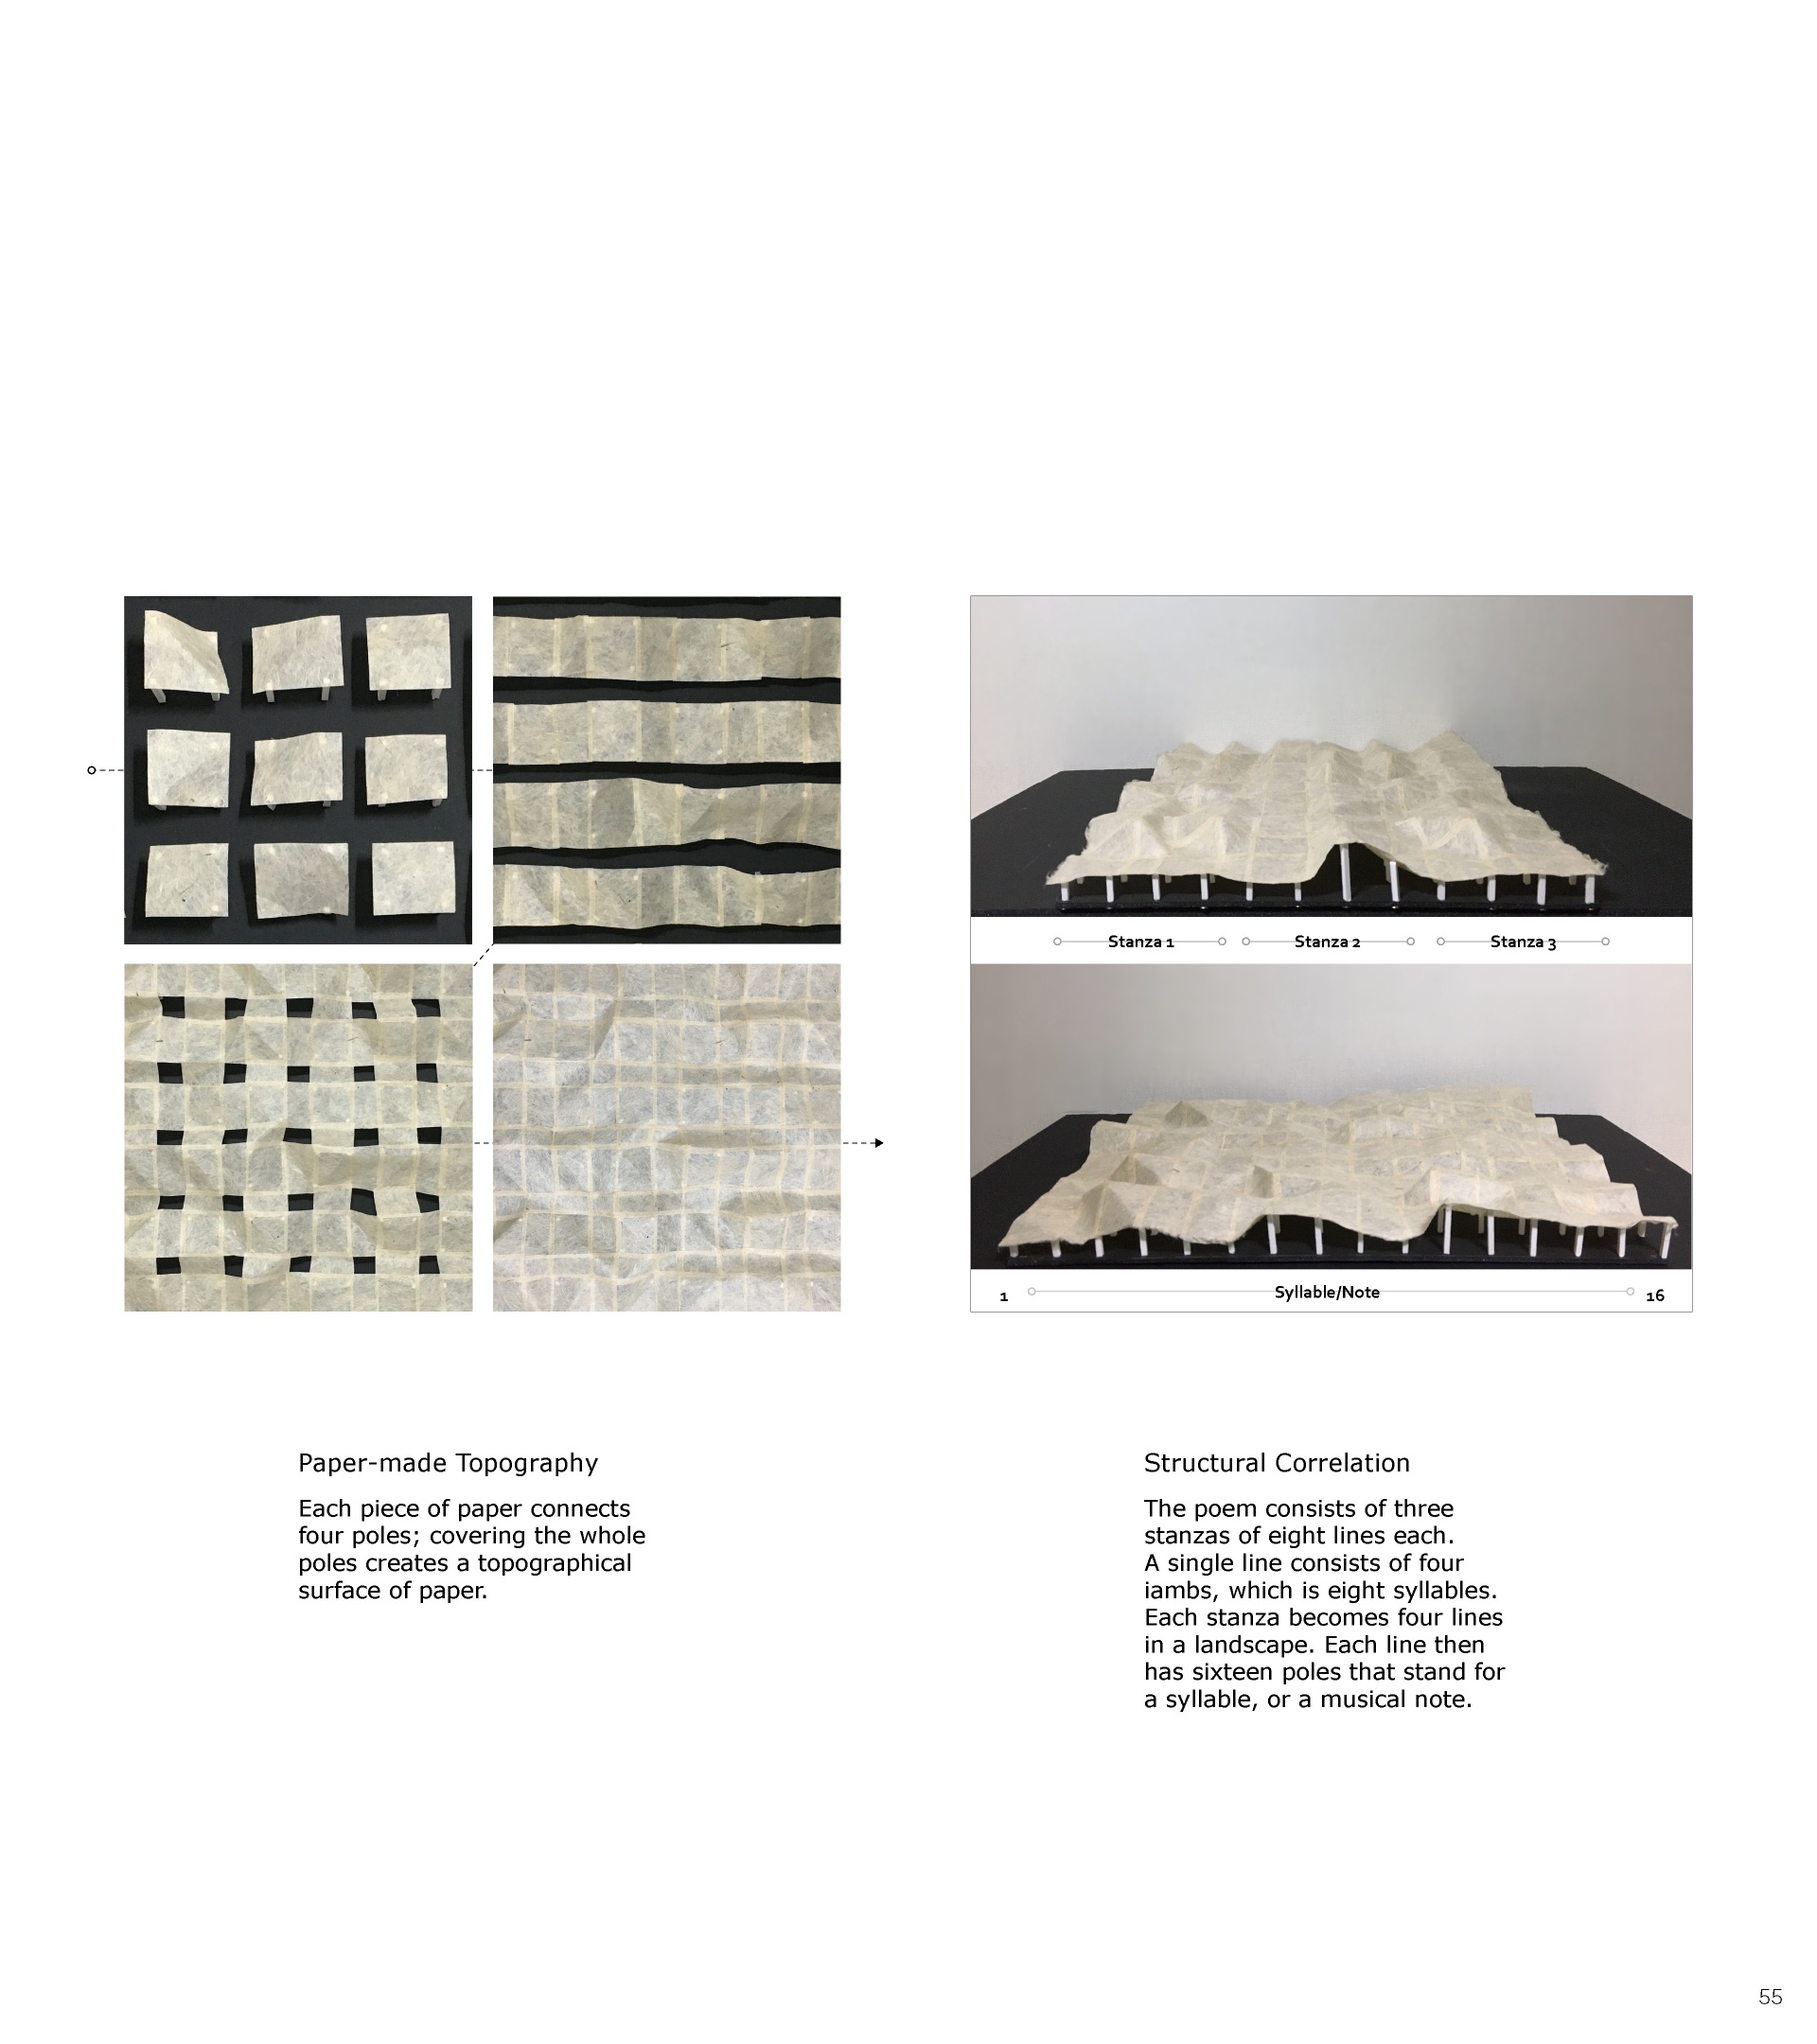 Stanza 1
Stanza 2
Stanza 3
1
Syllable/Note
16
Paper-made Topography
Each piece of paper connects
four poles; covering the whole
poles creates a topographical
surface of paper.
Structural Correlation
The poem consists of three
stanzas of eight lines each.
A single line consists of four
iambs, which is eight syllables.
Each stanza becomes four lines
in a landscape. Each line then
has sixteen poles that stand for
a syllable, or a musical note.
55